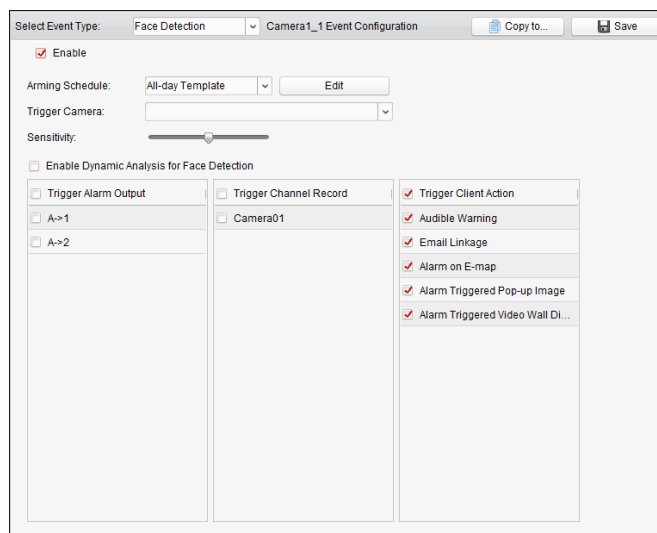 Select Event Type: Face Detection Camera1_1 Event Configuration Copy to... Save
Enable
Arming Schedule: All-day Template Edit
Trigger Camera:
Sensitivity:
Enable Dynamic Analysis for Face Detection
Trigger Alarm Output Trigger Channel Record Trigger Client Action
A->1 Camera01 Audible Warning
A->2 Email Linkage
Alarm on E-map
Alarm Triggered Pop-up Image
Alarm Triggered Video Wall Di...